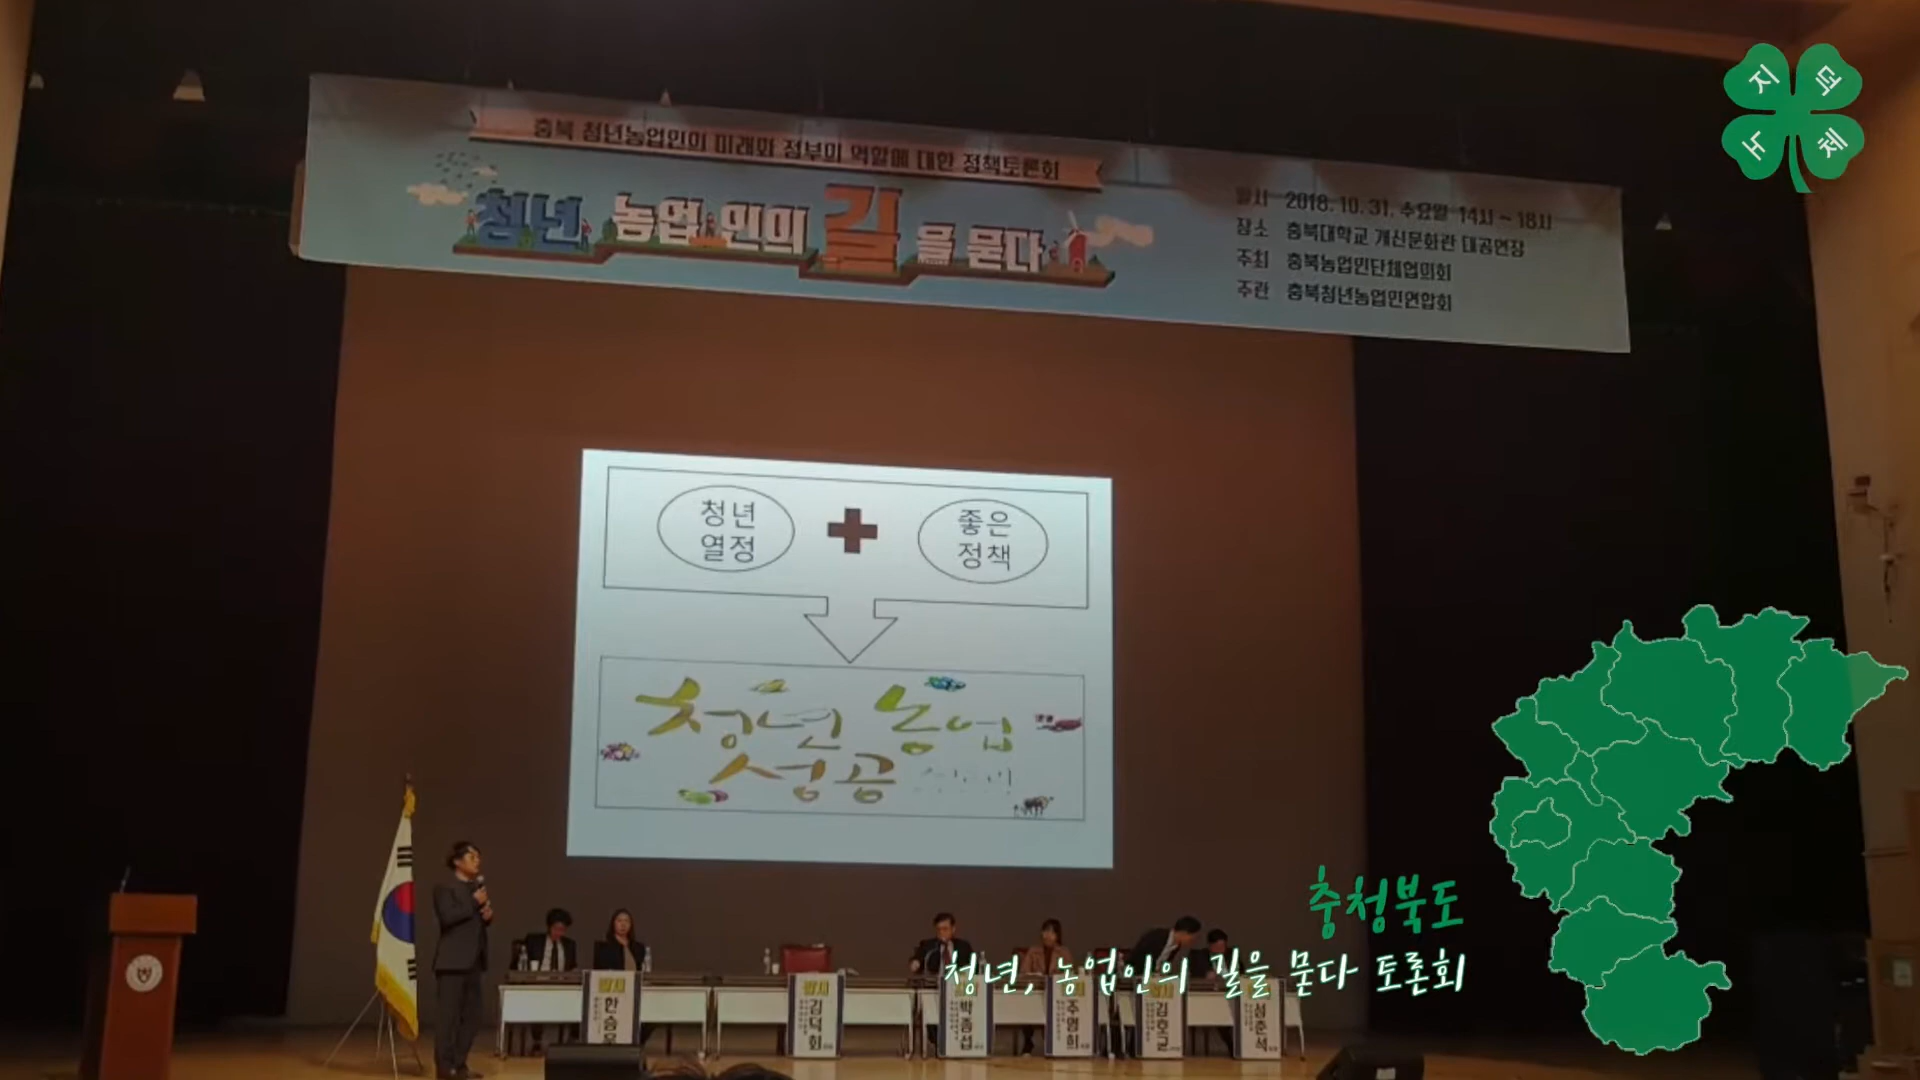 충북 청년농업인의 미래와 정부의 역할에 대한 정책토론회
청년 농업인의 길을 묻다
일시 2018. 10. 31. 수요일 14시 ~ 18시
장소 충북대학교 개신문화관 대공연장
주최 충북농업인단체협의회
주관 충북청년농업인연합회
지 교
노 체
청년
열정
좋은
정책
청년 농업
성공
충청북도
청년, 농업인의 길을 묻다 토론회
한승욱
김덕회
박종섭
주명희
김호균
성춘석